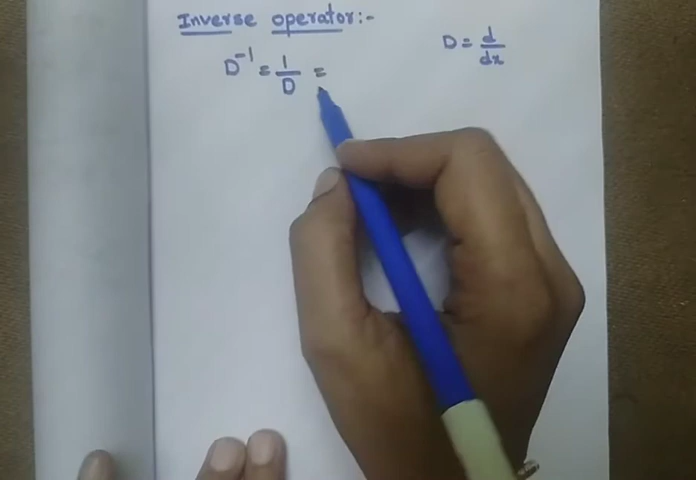 Inverse operator:-
D⁻¹ = 1/D =
D = d/dx